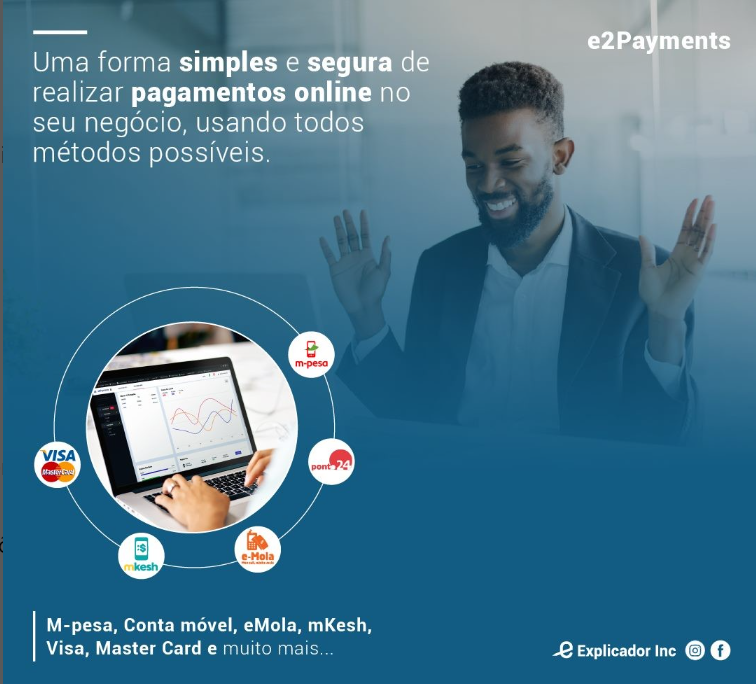 e2Payments
Uma forma simples e segura de
realizar pagamentos online no
seu negócio, usando todos
métodos possíveis.
m-pesa
VISA
MasterCard
pont 24
e-Mola
mkesh
M-pesa, Conta móvel, eMola, mKesh,
Visa, Master Card e muito mais...
Explicador Inc